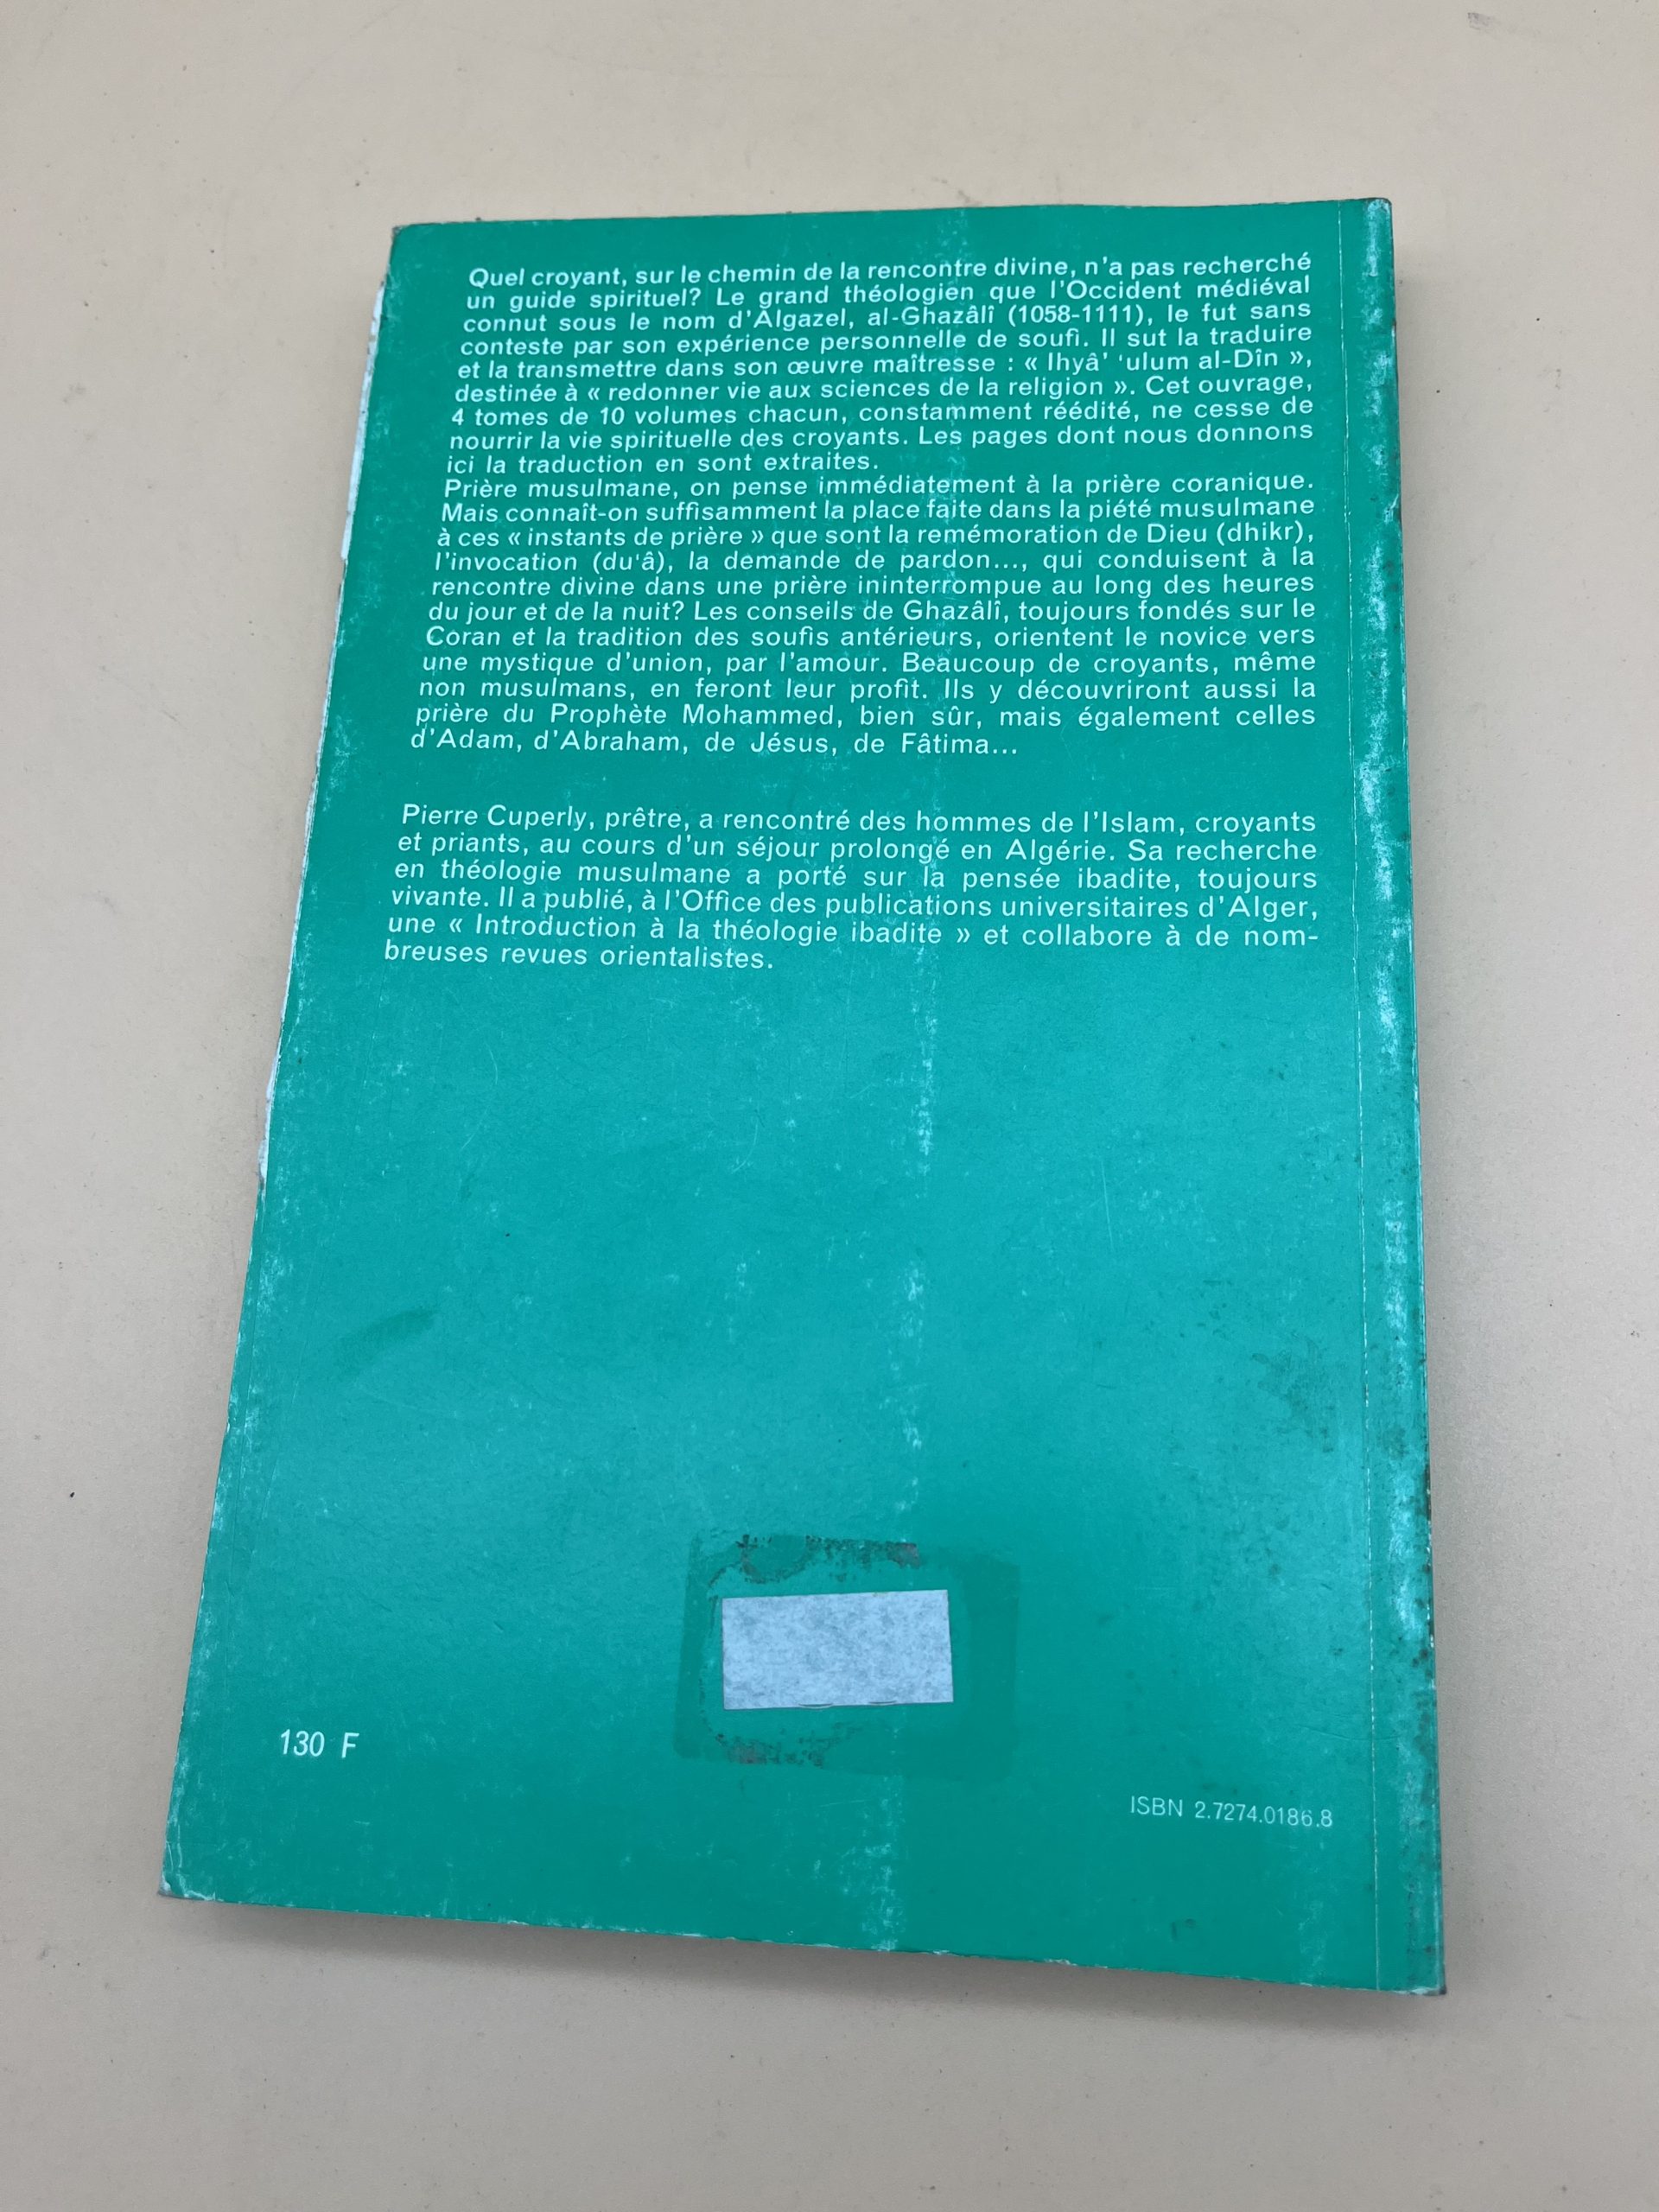 Quel croyant, sur le chemin de la rencontre divine, n'a pas recherché
un guide spirituel? Le grand théologien que l'Occident médiéval
connut sous le nom d'Algazel, al-Ghazâlî (1058-1111), le fut sans
conteste par son expérience personnelle de soufi. Il sut la traduire
et la transmettre dans son œuvre maîtresse : « Ihyâ' 'ulum al-Dîn »,
destinée à « redonner vie aux sciences de la religion ». Cet ouvrage,
4 tomes de 10 volumes chacun, constamment réédité, ne cesse de
nourrir la vie spirituelle des croyants. Les pages dont nous donnons
ici la traduction en sont extraites.
Prière musulmane, on pense immédiatement à la prière coranique.
Mais connaît-on suffisamment la place faite dans la piété musulmane
à ces « instants de prière » que sont la remémoration de Dieu (dhikr),
l'invocation (du'â), la demande de pardon..., qui conduisent à la
rencontre divine dans une prière ininterrompue au long des heures
du jour et de la nuit? Les conseils de Ghazâlî, toujours fondés sur le
Coran et la tradition des soufis antérieurs, orientent le novice vers
une mystique d'union, par l'amour. Beaucoup de croyants, même
non musulmans, en feront leur profit. Ils y découvriront aussi la
prière du Prophète Mohammed, bien sûr, mais également celles
d'Adam, d'Abraham, de Jésus, de Fâtima...
Pierre Cuperly, prêtre, a rencontré des hommes de l'Islam, croyants
et priants, au cours d'un séjour prolongé en Algérie. Sa recherche
en théologie musulmane a porté sur la pensée ibadite, toujours
vivante. Il a publié, à l'Office des publications universitaires d'Alger,
une « Introduction à la théologie ibadite » et collabore à de nom-
breuses revues orientalistes.
130 F
ISBN 2.7274.0186.8